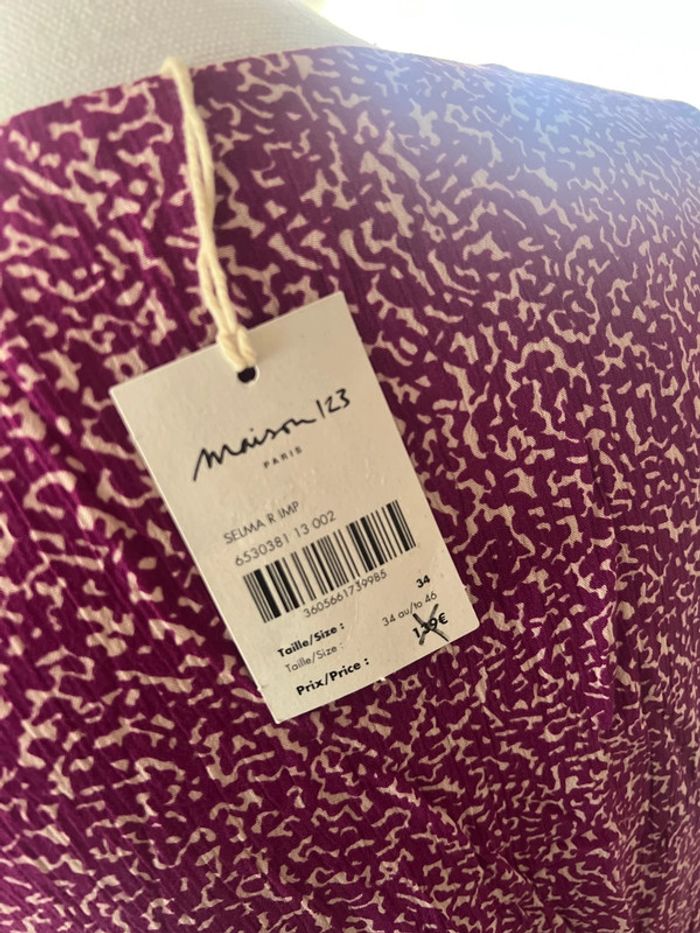 maison 123
PARIS
SELMA R IMP
6530381 13 002
3605661739985
Taille/Size : 34
Taille/Size : 34 au/to 46
Prix/Price :